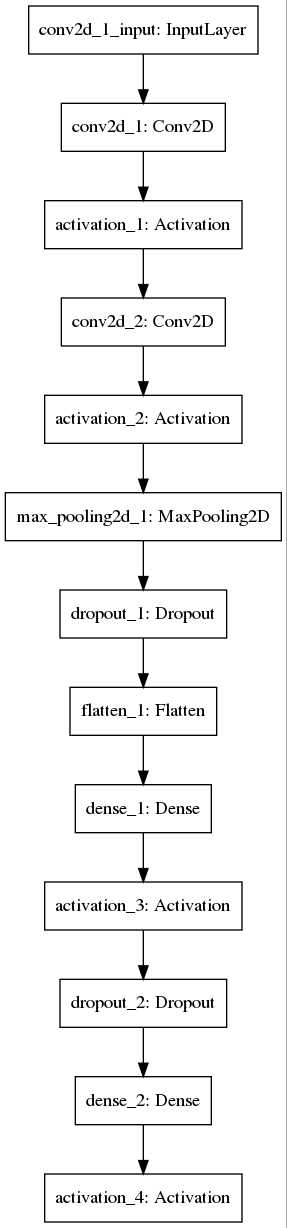 conv2d_1_input: InputLayer
conv2d_1: Conv2D
activation_1: Activation
conv2d_2: Conv2D
activation_2: Activation
max_pooling2d_1: MaxPooling2D
dropout_1: Dropout
flatten_1: Flatten
dense_1: Dense
activation_3: Activation
dropout_2: Dropout
dense_2: Dense
activation_4: Activation